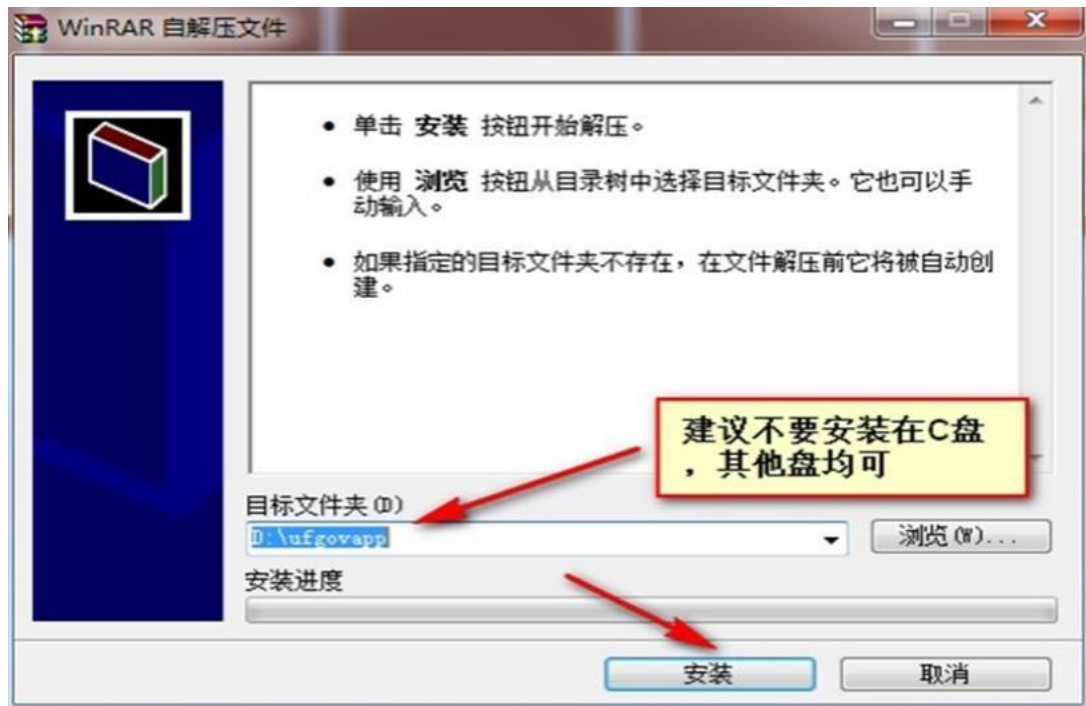 WinRAR 自解压文件
单击 安装 按钮开始解压。
使用 浏览 按钮从目录树中选择目标文件夹。它也可以手
动输入。
如果指定的目标文件夹不存在，在文件解压前它将被自动创
建。
建议不要安装在C盘
，其他盘均可
目标文件夹(D)
D:\ufgovapp
浏览(W)...
安装进度
安装
取消